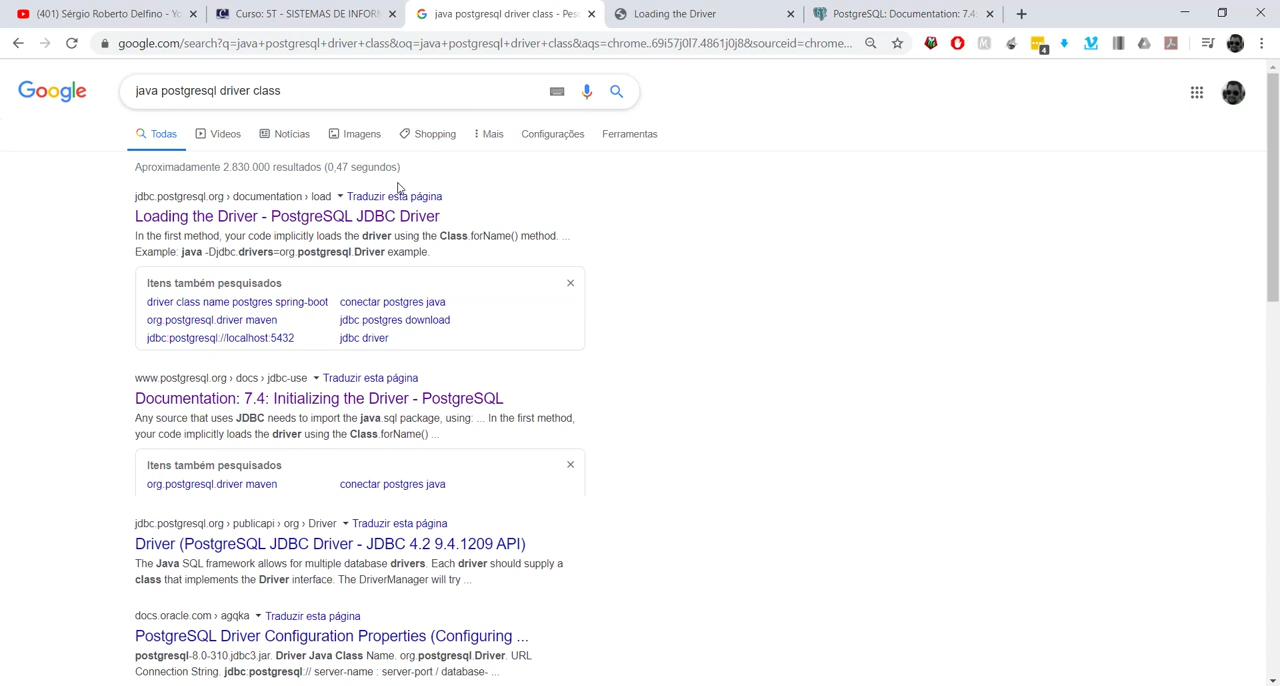 (401) Sérgio Roberto Delfino - Yo
Curso: 5T - SISTEMAS DE INFORM
java postgresql driver class - Pesq
Loading the Driver
PostgreSQL: Documentation: 7.4:
google.com/search?q=java+postgresql+driver+class&oq=java+postgresql+driver+class&aqs=chrome..69i57j0l7.4861j0j8&sourceid=chrome...
4
Google
java postgresql driver class
Todas
Vídeos
Notícias
Imagens
Shopping
Mais
Configurações
Ferramentas
Aproximadamente 2.830.000 resultados (0,47 segundos)
jdbc.postgresql.org › documentation › load
Traduzir esta página
Loading the Driver - PostgreSQL JDBC Driver
In the first method, your code implicitly loads the driver using the Class.forName() method. ...
Example: java -Djdbc.drivers=org.postgresql.Driver example.
Itens também pesquisados
driver class name postgres spring-boot
conectar postgres java
org.postgresql.driver maven
jdbc postgres download
jdbc:postgresql://localhost:5432
jdbc driver
www.postgresql.org › docs › jdbc-use
Traduzir esta página
Documentation: 7.4: Initializing the Driver - PostgreSQL
Any source that uses JDBC needs to import the java.sql package, using: ... In the first method,
your code implicitly loads the driver using the Class.forName() ...
Itens também pesquisados
org.postgresql.driver maven
conectar postgres java
jdbc.postgresql.org › publicapi › org › Driver
Traduzir esta página
Driver (PostgreSQL JDBC Driver - JDBC 4.2 9.4.1209 API)
The Java SQL framework allows for multiple database drivers. Each driver should supply a
class that implements the Driver interface. The DriverManager will try ...
docs.oracle.com › agqka
Traduzir esta página
PostgreSQL Driver Configuration Properties (Configuring ...
postgresql-8.0-310.jdbc3.jar. Driver Java Class Name. org.postgresql.Driver. URL
Connection String. jdbc:postgresql:// server-name : server-port / database- ...